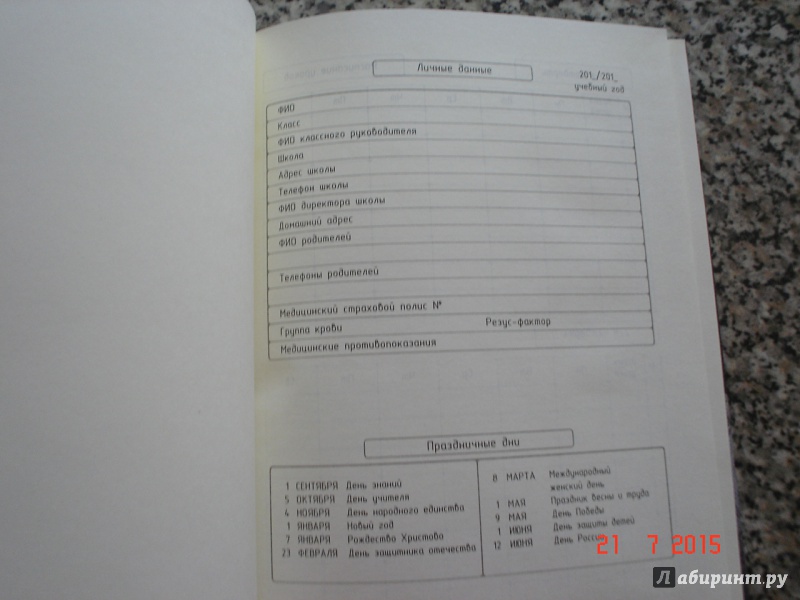 Личные данные
201_/201_
учебный год
ФИО
Класс
ФИО классного руководителя
Школа
Адрес школы
Телефон школы
ФИО директора школы
Домашний адрес
ФИО родителей
Телефоны родителей
Медицинский страховой полис №
Группа крови Резус-фактор
Медицинские противопоказания
Праздничные дни
1 СЕНТЯБРЯ День знаний
5 ОКТЯБРЯ День учителя
4 НОЯБРЯ День народного единства
1 ЯНВАРЯ Новый год
7 ЯНВАРЯ Рождество Христово
23 ФЕВРАЛЯ День защитника отечества
8 МАРТА Международный
женский день
1 МАЯ Праздник весны и труда
9 МАЯ День Победы
1 ИЮНЯ День защиты детей
12 ИЮНЯ День России
21 7 2015
Лабиринт.ру